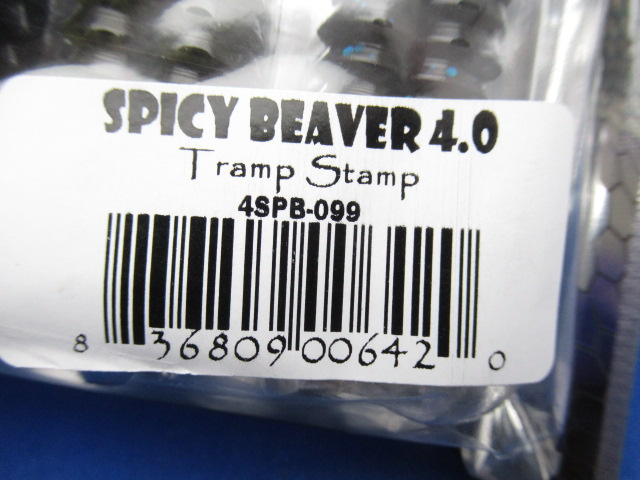 SPICY BEAVER 4.0
Tramp Stamp
4SPB-099
8 36809 00642 0